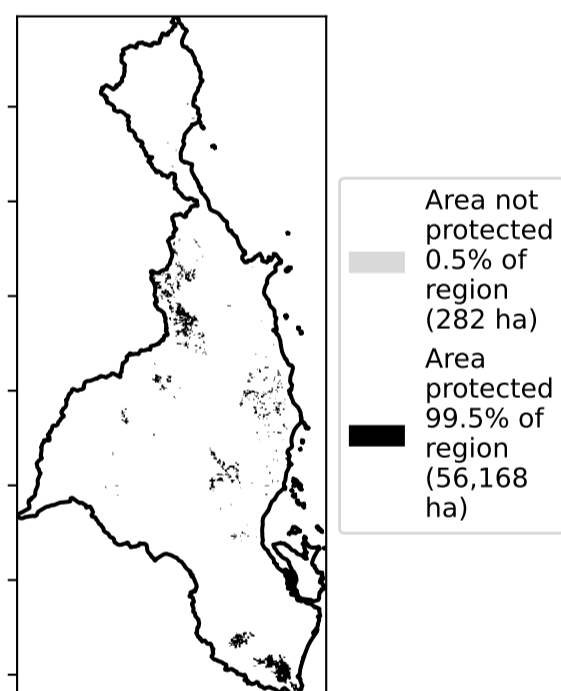 Area not
protected
0.5% of
region
(282 ha)
Area
protected
99.5% of
region
(56,168
ha)